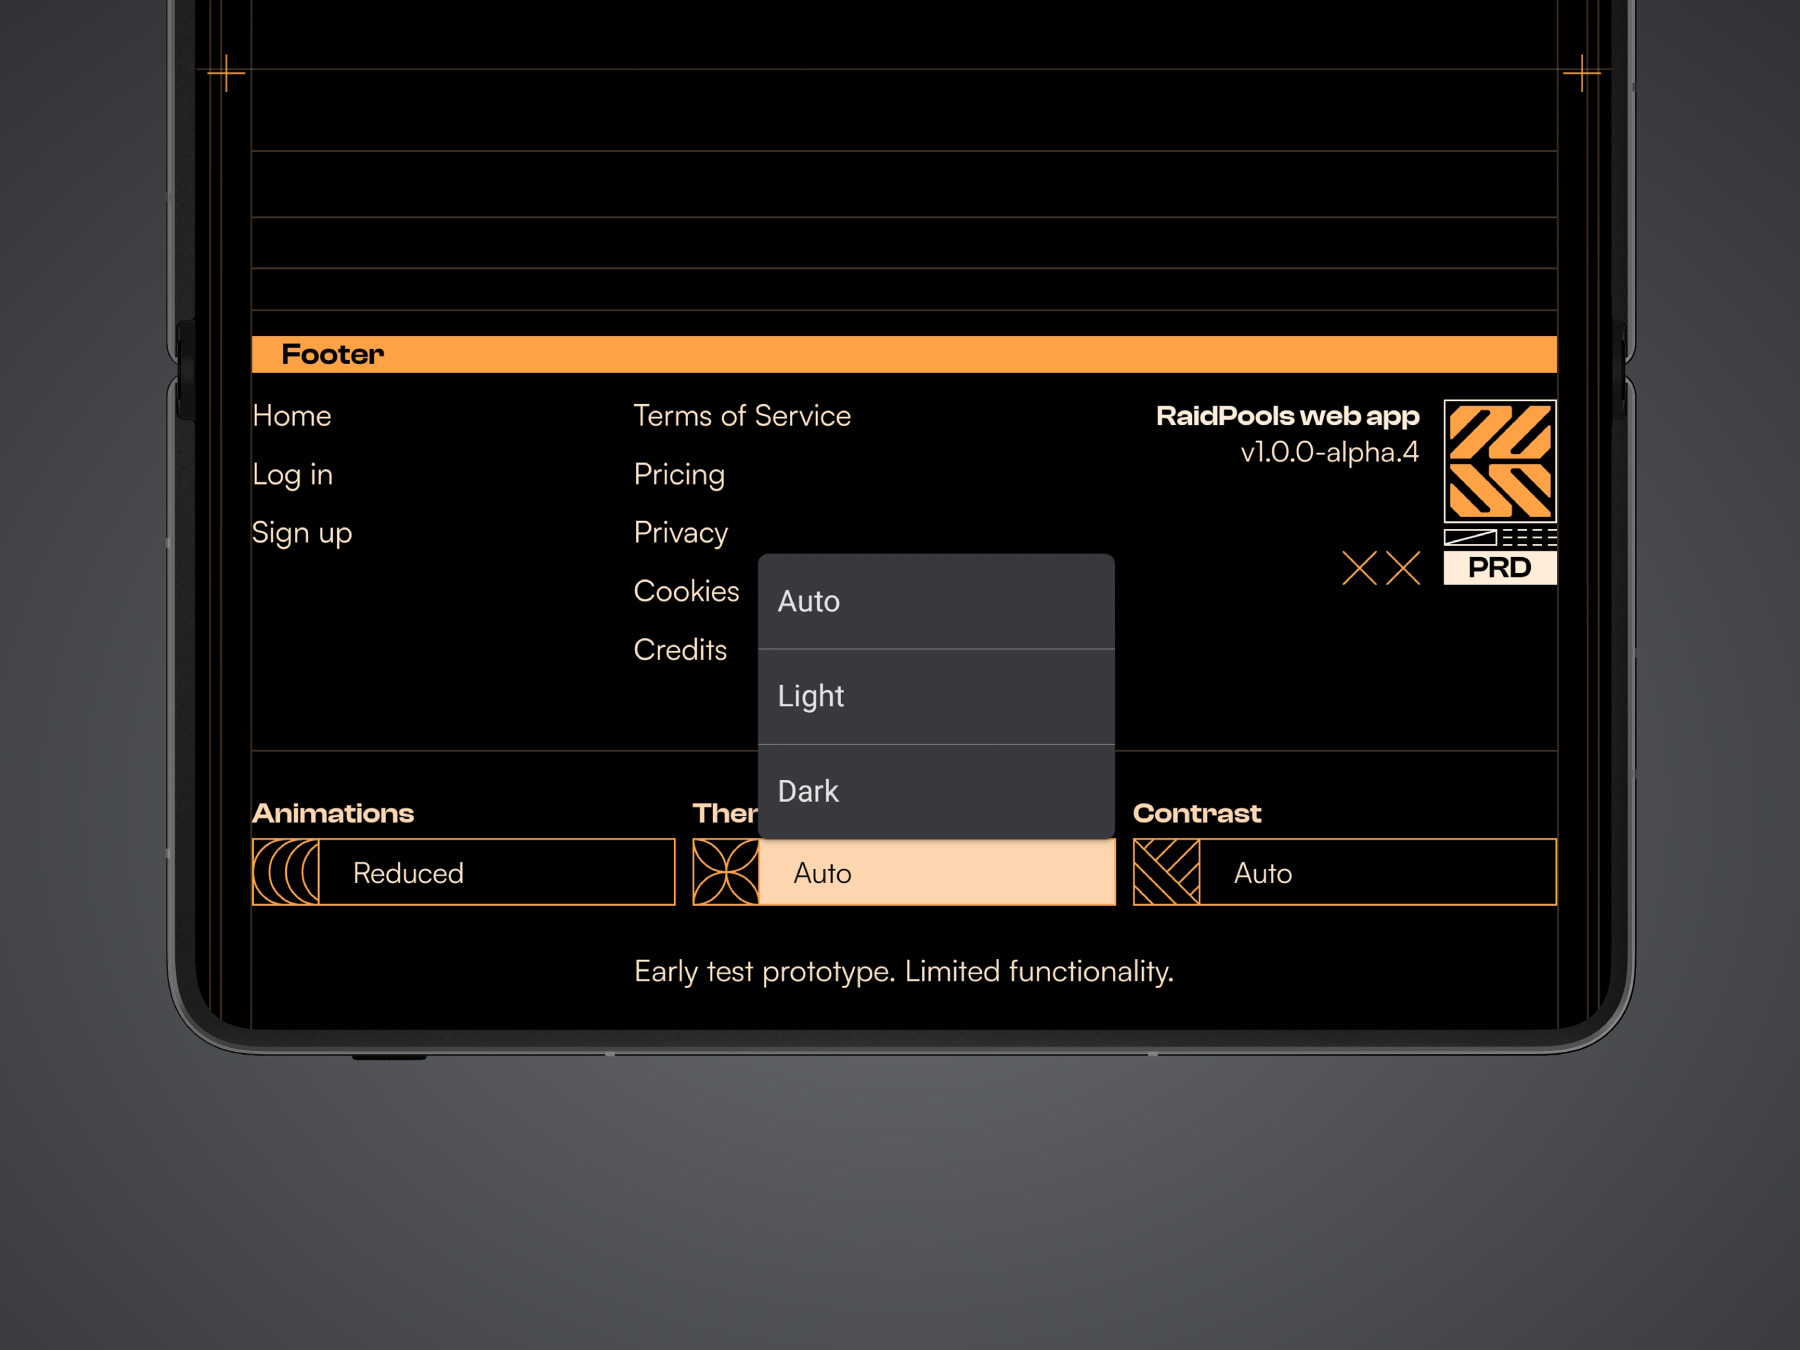 Footer
Home
Log in
Sign up
Terms of Service
Pricing
Privacy
Cookies
Credits
RaidPools web app
v1.0.0-alpha.4
PRD
Auto
Light
Dark
Animations
Reduced
Auto
Contrast
Auto
Early test prototype. Limited functionality.